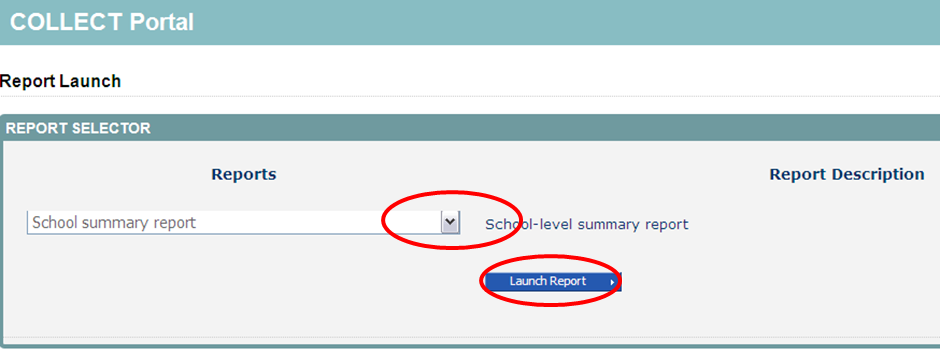 COLLECT Portal
Report Launch
REPORT SELECTOR
Reports
Report Description
School summary report
School-level summary report
Launch Report